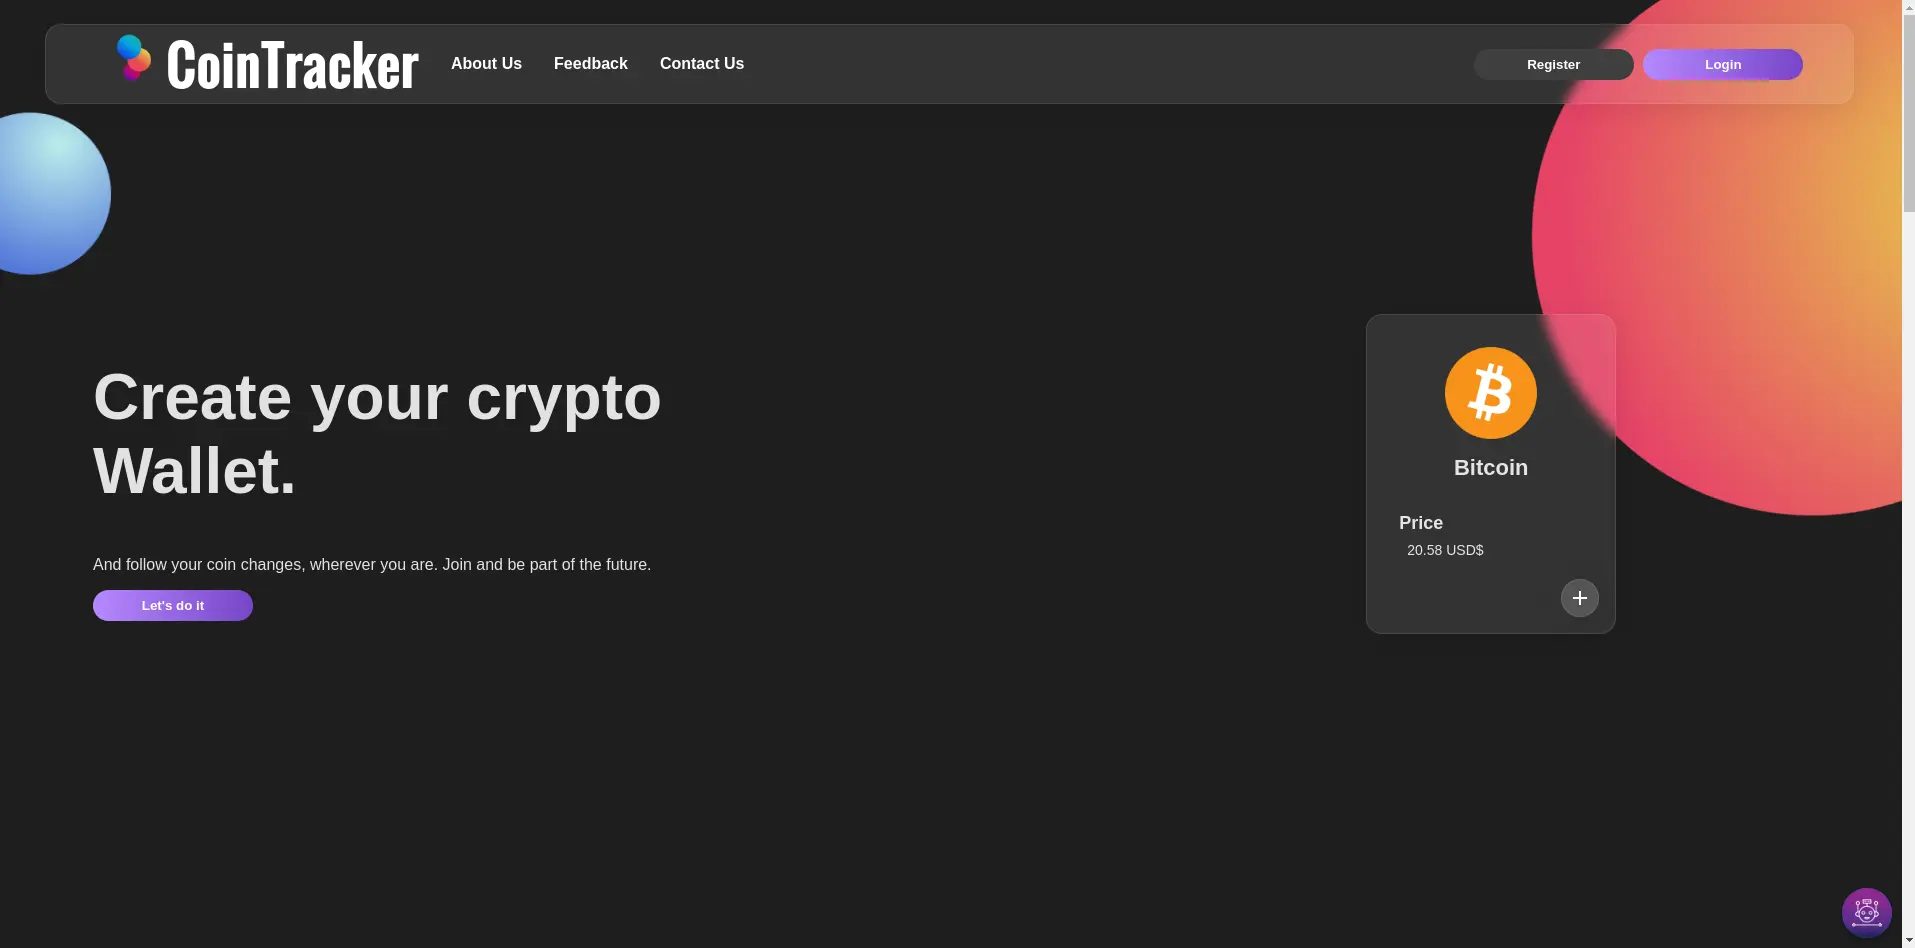 CoinTracker
About Us
Feedback
Contact Us
Register
Login
Create your crypto
Wallet.
And follow your coin changes, wherever you are. Join and be part of the future.
Let's do it
Bitcoin
Price
20.58 USD$